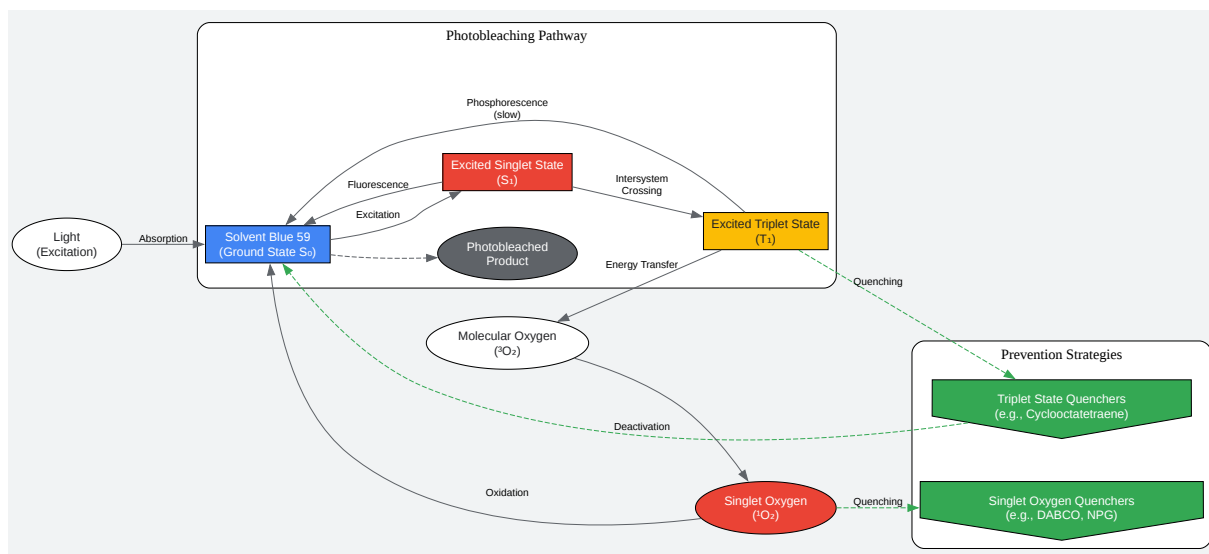 Photobleaching Pathway
Phosphorescence
(slow)
Excited Singlet State
(S₁)
Fluorescence
Intersystem
Crossing
Excitation
Excited Triplet State
(T₁)
Light
(Excitation)
Absorption
Solvent Blue 59
(Ground State S₀)
Photobleached
Product
Energy Transfer
Quenching
Molecular Oxygen
(³O₂)
Prevention Strategies
Triplet State Quenchers
(e.g., Cyclooctatetraene)
Deactivation
Oxidation
Singlet Oxygen
(¹O₂)
Quenching
Singlet Oxygen Quenchers
(e.g., DABCO, NPG)